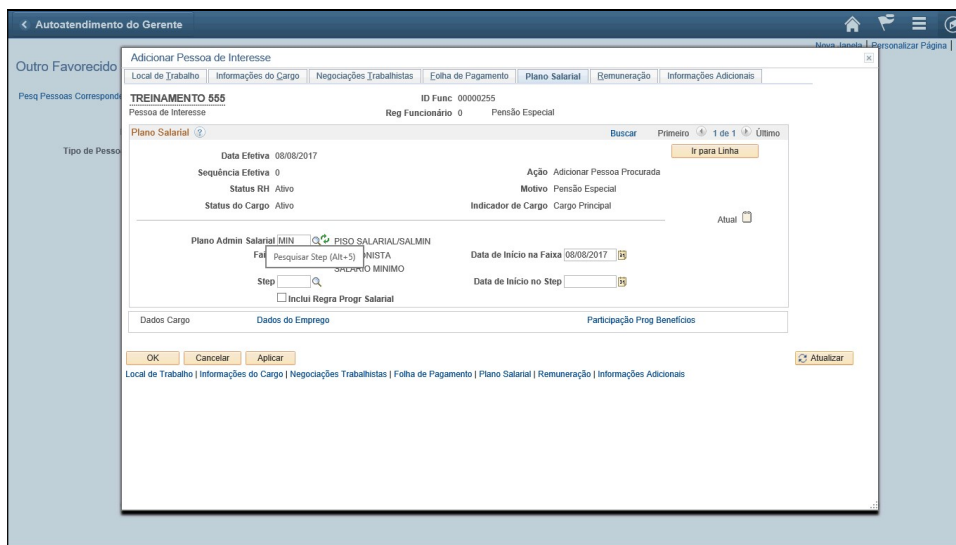 Autoatendimento do Gerente
Nova Janela | Personalizar Página |
Outro Favorecido
Adicionar Pessoa de Interesse
Local de Trabalho Informações do Cargo Negociações Trabalhistas Folha de Pagamento Plano Salarial Remuneração Informações Adicionais
Pesq Pessoas Corresponde
TREINAMENTO 555 ID Func 00000255
Pessoa de Interesse Reg Funcionário 0 Pensão Especial
Plano Salarial Buscar Primeiro 1 de 1 Último
Tipo de Pesso
Ir para Linha
Data Efetiva 08/08/2017
Sequência Efetiva 0 Ação Adicionar Pessoa Procurada
Status RH Ativo Motivo Pensão Especial
Status do Cargo Ativo Indicador de Cargo Cargo Principal
Atual
Plano Admin Salarial MIN PISO SALARIAL/SALMIN
Fai Pesquisar Step (Alt+5) NISTA Data de Início na Faixa 08/08/2017
SALARIO MINIMO
Step Data de Início no Step
Inclui Regra Progr Salarial
Dados Cargo Dados do Emprego Participação Prog Benefícios
OK Cancelar Aplicar Atualizar
Local de Trabalho | Informações do Cargo | Negociações Trabalhistas | Folha de Pagamento | Plano Salarial | Remuneração | Informações Adicionais